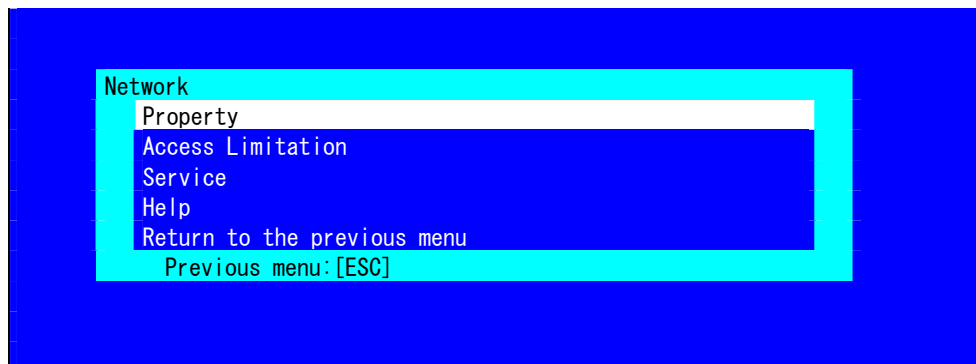 Network
Property
Access Limitation
Service
Help
Return to the previous menu
Previous menu:[ESC]